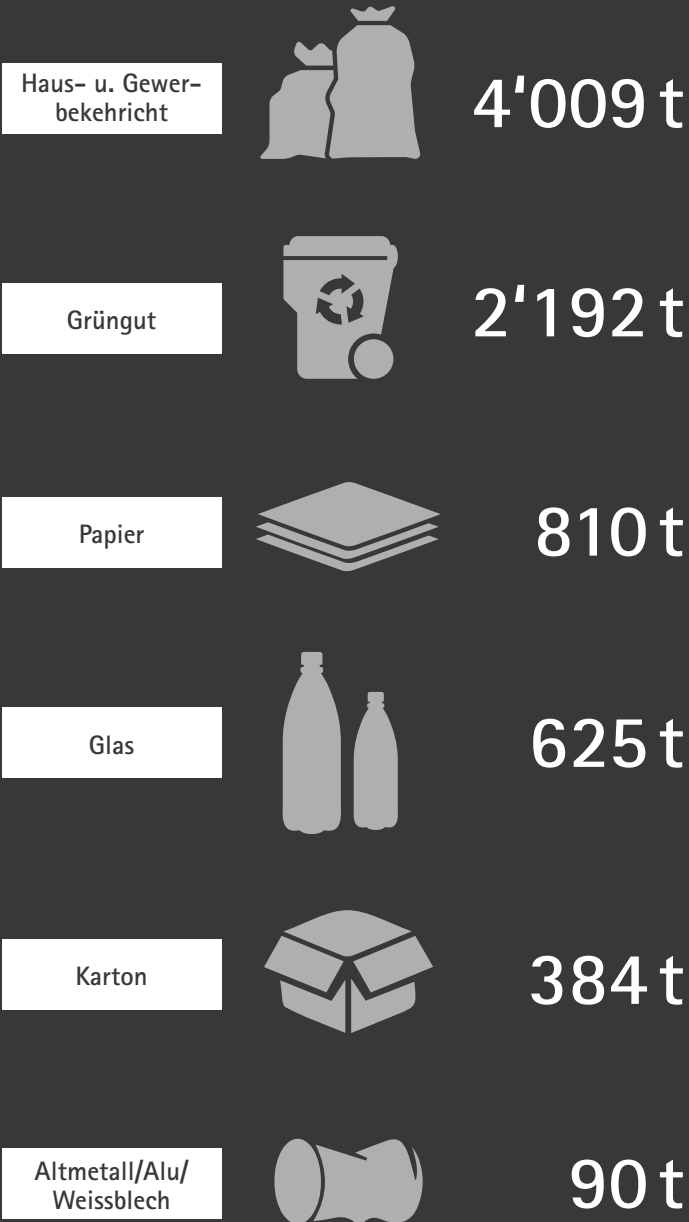 Haus- u. Gewer-
bekehricht
4'009 t
Grüngut
2'192 t
Papier
810 t
Glas
625 t
Karton
384 t
Altmetall/Alu/
Weissblech
90 t